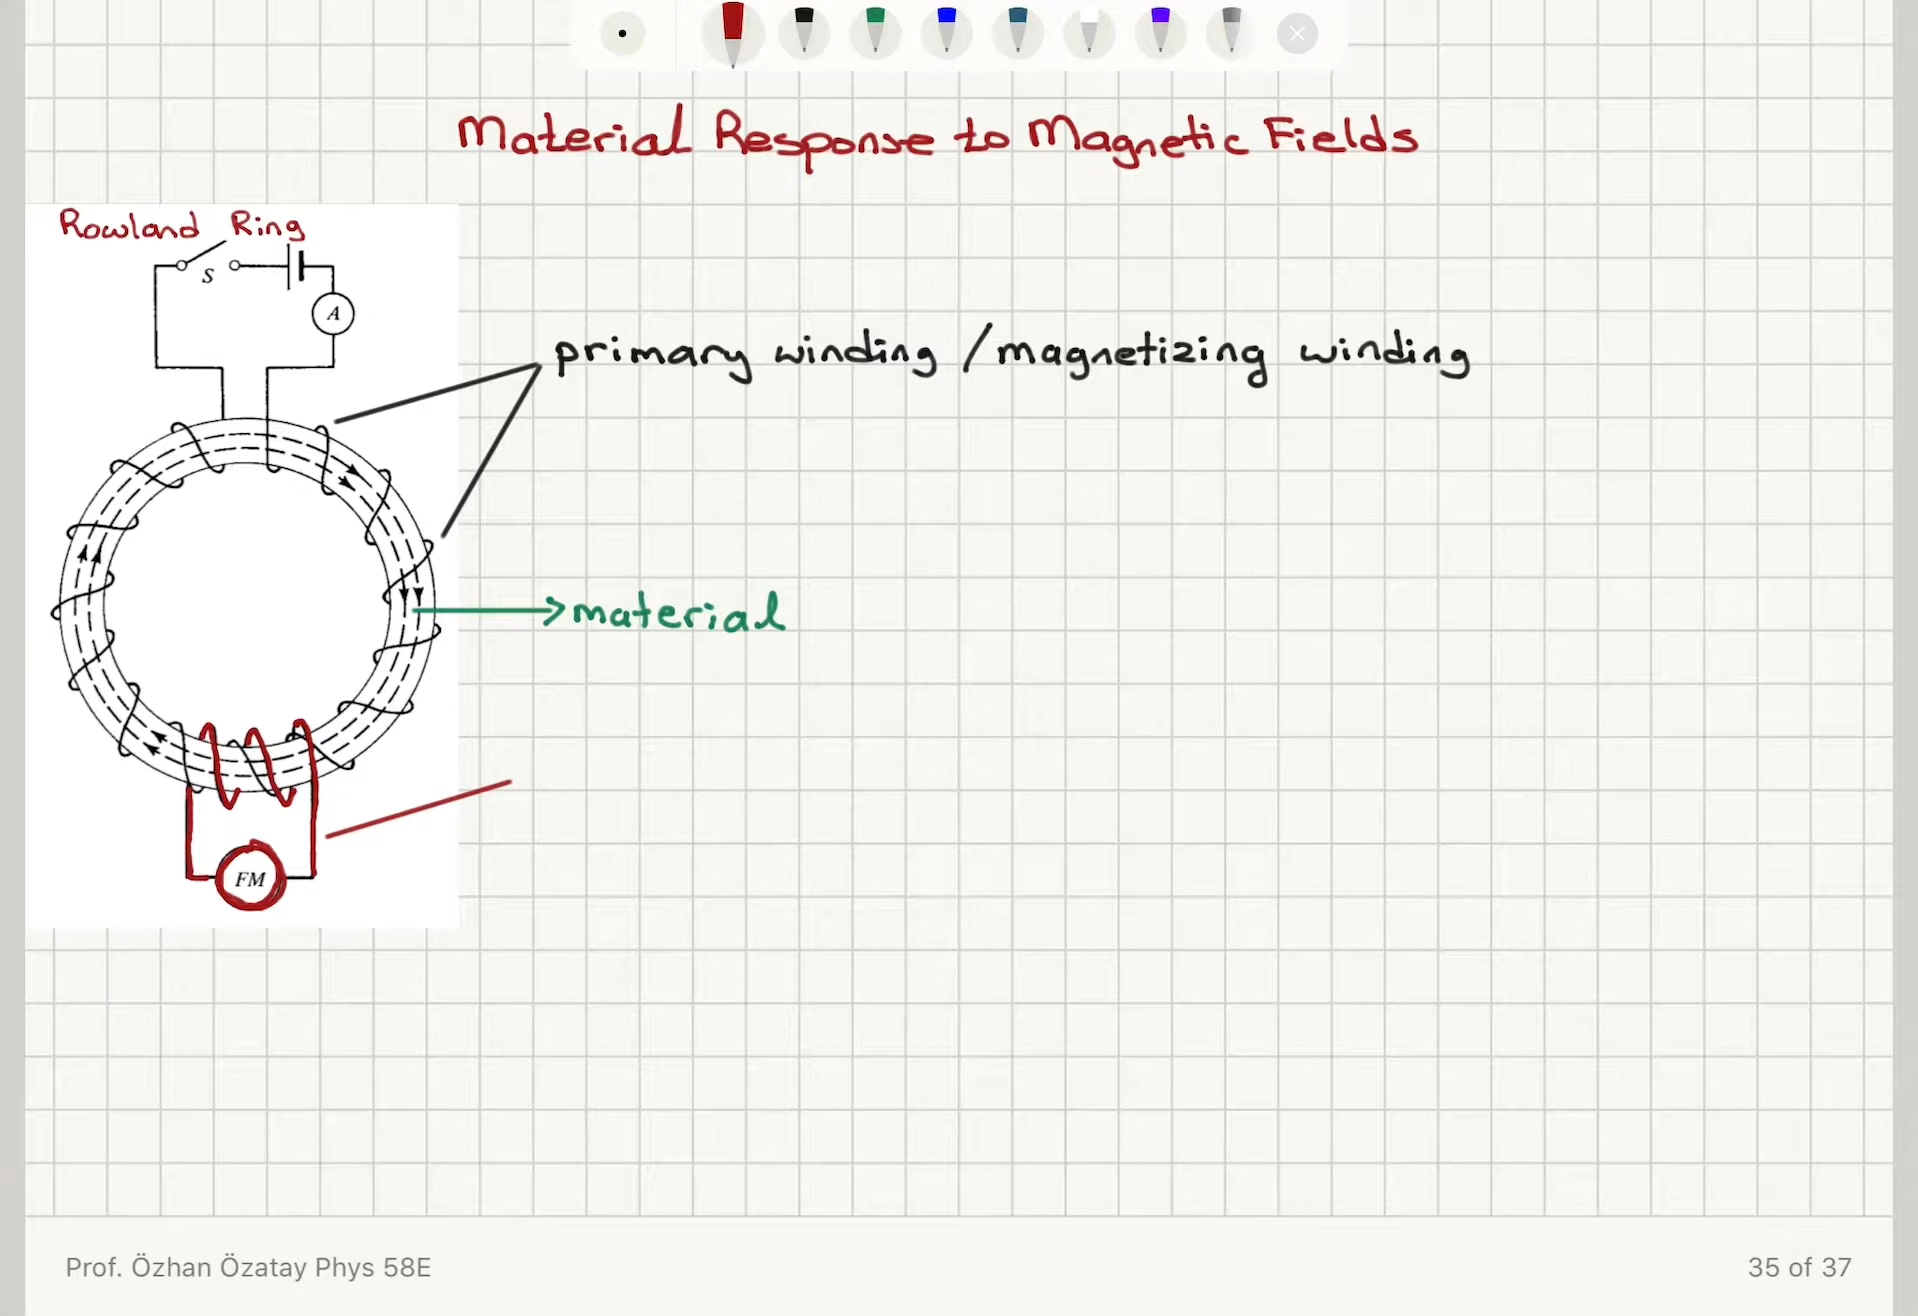 Material Response to Magnetic Fields
Rowland Ring
S
A
primary winding / magnetizing winding
material
FM
Prof. Özhan Özatay Phys 58E
35 of 37